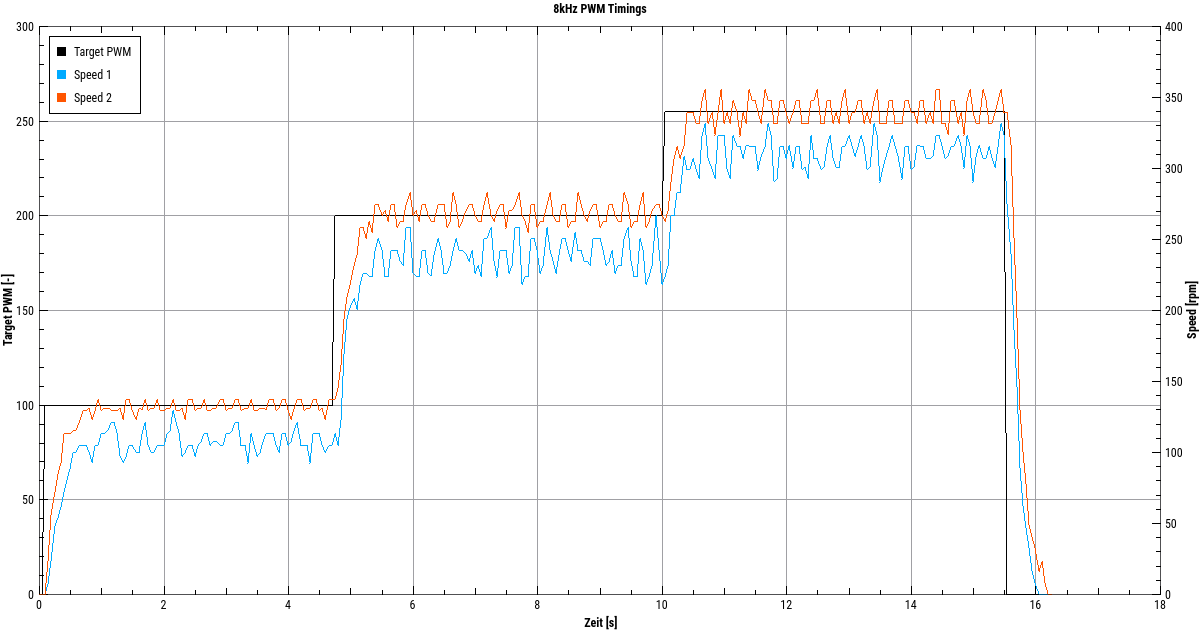 8kHz PWM Timings
300
250
200
150
100
50
0
Target PWM [-]
Target PWM
Speed 1
Speed 2
400
350
300
250
200
150
100
50
0
Speed [rpm]
0 2 4 6 8 10 12 14 16 18
Zeit [s]